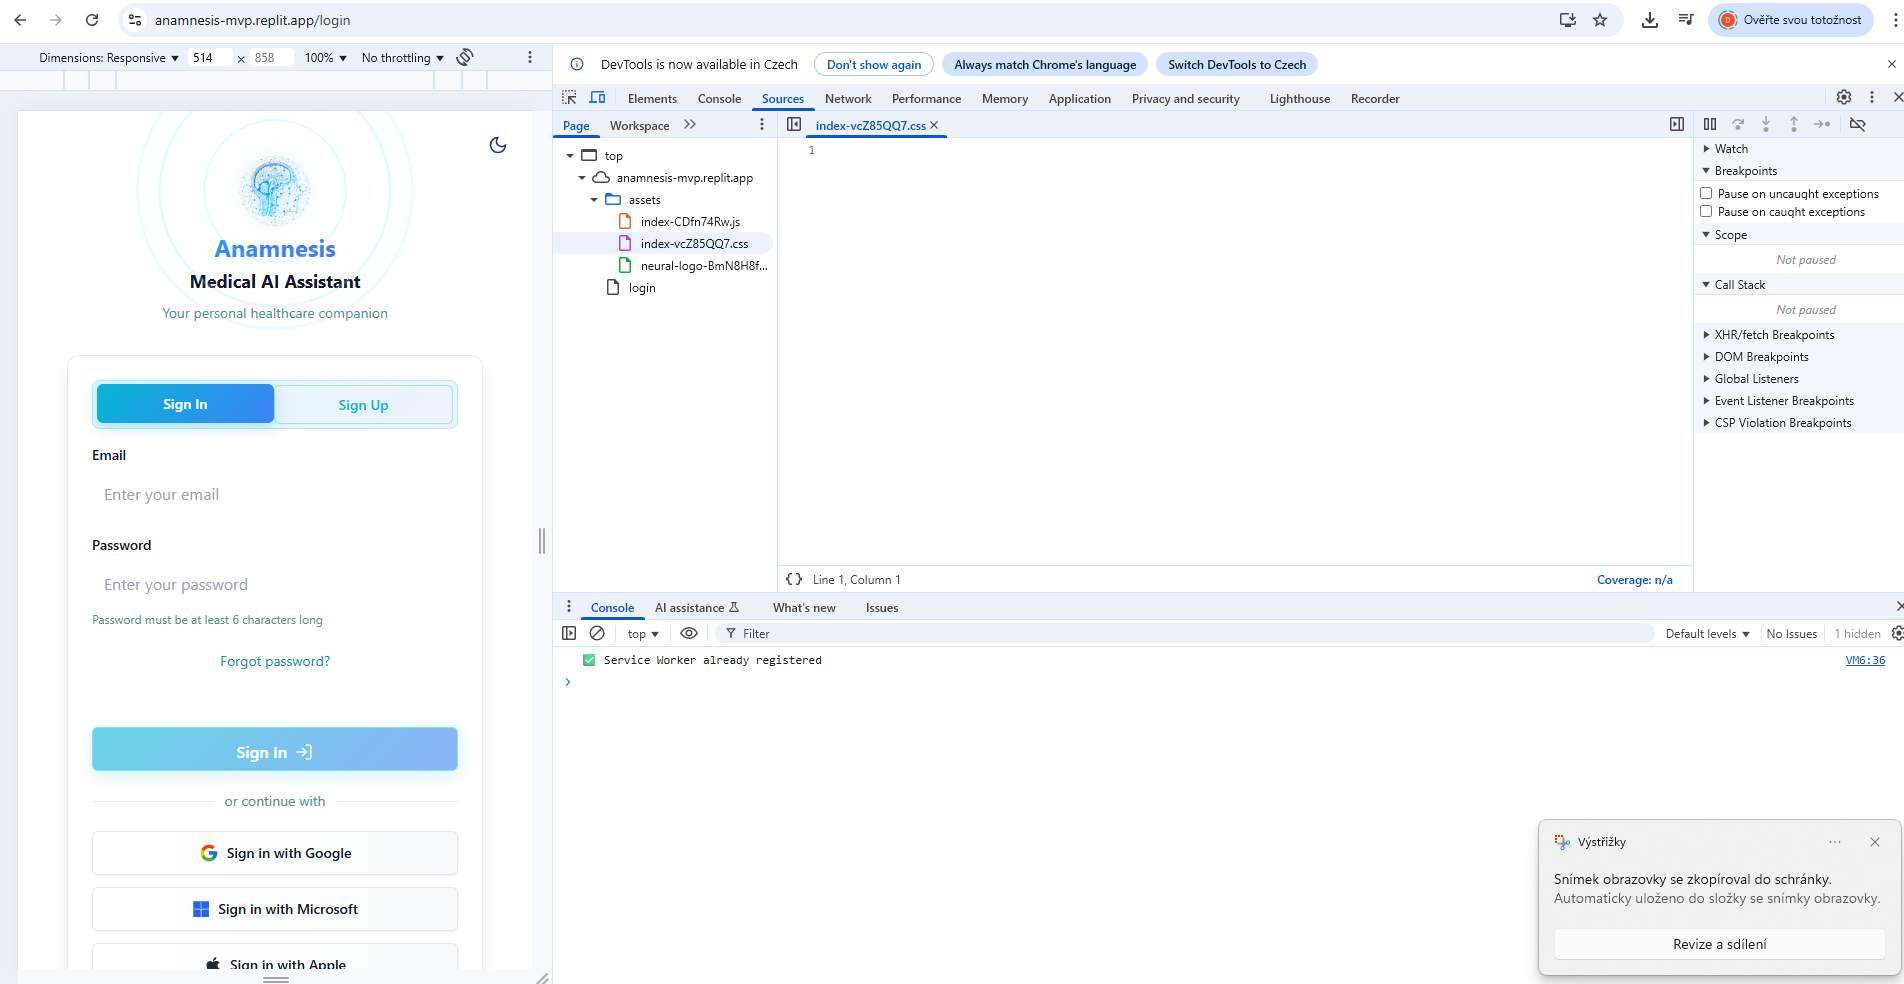 anamnesis-mvp.replit.app/login
Ověřte svou totožnost
Dimensions: Responsive 514 × 858 100% No throttling
DevTools is now available in Czech Don't show again Always match Chrome's language Switch DevTools to Czech
Elements Console Sources Network Performance Memory Application Privacy and security Lighthouse Recorder
Page Workspace
index-vcZ85QQ7.css
top
anamnesis-mvp.replit.app
assets
index-CDfn74Rw.js
index-vcZ85QQ7.css
neural-logo-BmN8H8f...
login
1
Line 1, Column 1
Coverage: n/a
Watch
Breakpoints
Pause on uncaught exceptions
Pause on caught exceptions
Scope
Not paused
Call Stack
Not paused
XHR/fetch Breakpoints
DOM Breakpoints
Global Listeners
Event Listener Breakpoints
CSP Violation Breakpoints
Anamnesis
Medical AI Assistant
Your personal healthcare companion
Sign In Sign Up
Email
Enter your email
Password
Enter your password
Password must be at least 6 characters long
Forgot password?
Sign In
or continue with
Sign in with Google
Sign in with Microsoft
Sign in with Apple
Console AI assistance What's new Issues
top Filter Default levels No Issues 1 hidden
Service Worker already registered VM6:36
Výstřižky
Snímek obrazovky se zkopíroval do schránky.
Automaticky uloženo do složky se snímky obrazovky.
Revize a sdílení